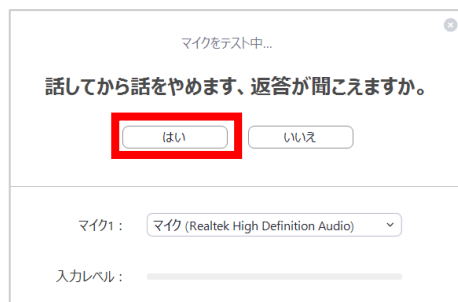 マイクをテスト中...
話してから話をやめます、返答が聞こえますか。
はい
いいえ
マイク1：
マイク (Realtek High Definition Audio)
入力レベル：